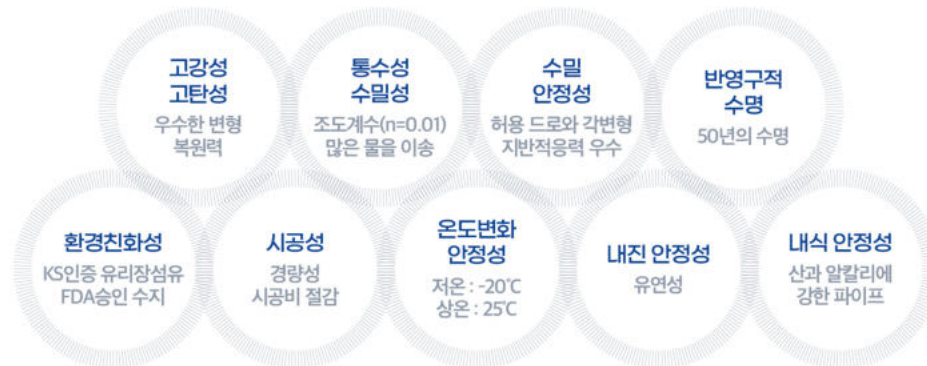 고강성
고탄성
우수한 변형
복원력
통수성
수밀성
조도계수(n=0.01)
많은 물을 이송
수밀
안정성
허용 드로와 각변형
지반적응력 우수
반영구적
수명
50년의 수명
환경친화성
KS인증 유리장섬유
FDA승인 수지
시공성
경량성
시공비 절감
온도변화
안정성
저온 : -20℃
상온 : 25℃
내진 안정성
유연성
내식 안정성
산과 알칼리에
강한 파이프